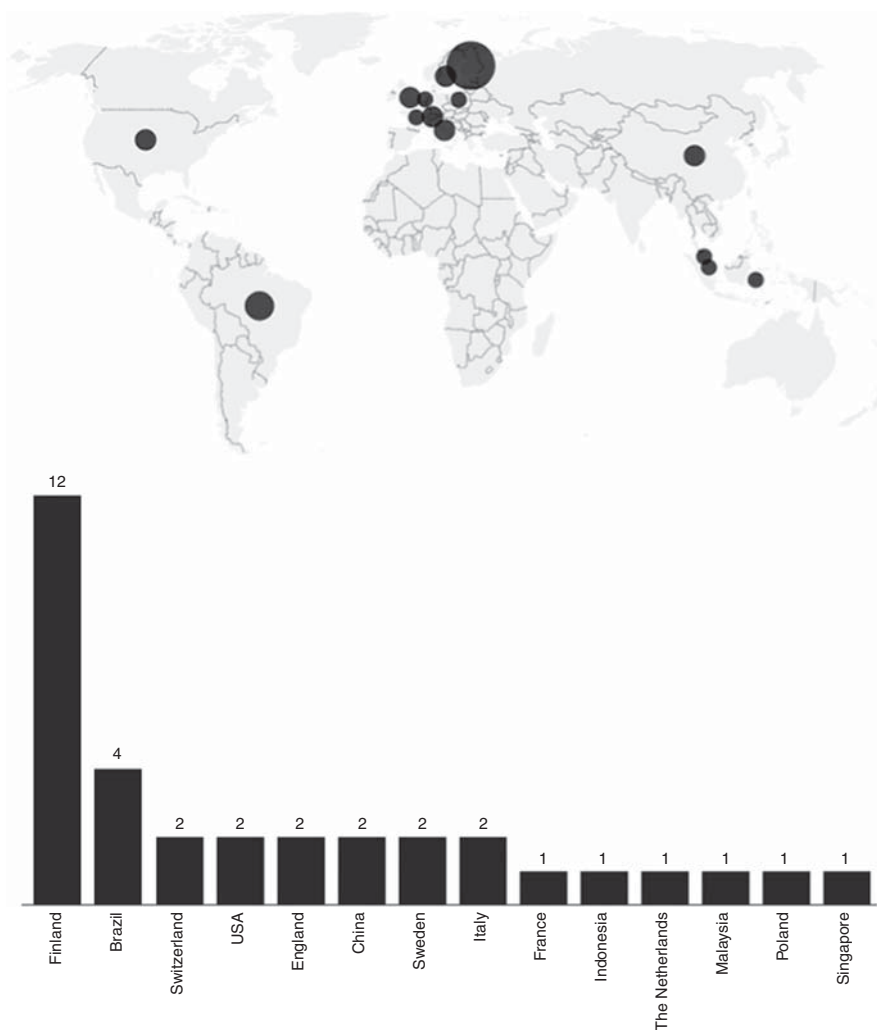 12
4
2
2
2
2
2
2
1
1
1
1
1
1
Finland
Brazil
Switzerland
USA
England
China
Sweden
Italy
France
Indonesia
The Netherlands
Malaysia
Poland
Singapore